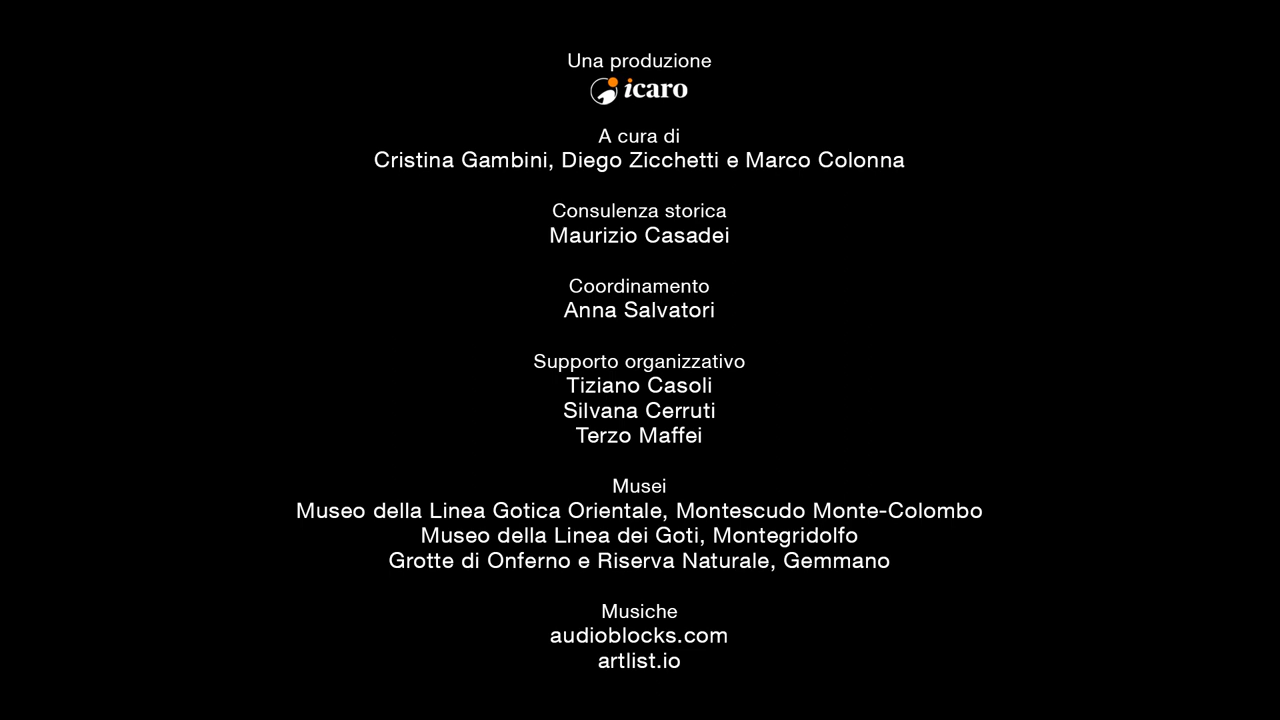 Una produzione
icaro
A cura di
Cristina Gambini, Diego Zicchetti e Marco Colonna
Consulenza storica
Maurizio Casadei
Coordinamento
Anna Salvatori
Supporto organizzativo
Tiziano Casoli
Silvana Cerruti
Terzo Maffei
Musei
Museo della Linea Gotica Orientale, Montescudo Monte-Colombo
Museo della Linea dei Goti, Montegridolfo
Grotte di Onferno e Riserva Naturale, Gemmano
Musiche
audioblocks.com
artlist.io